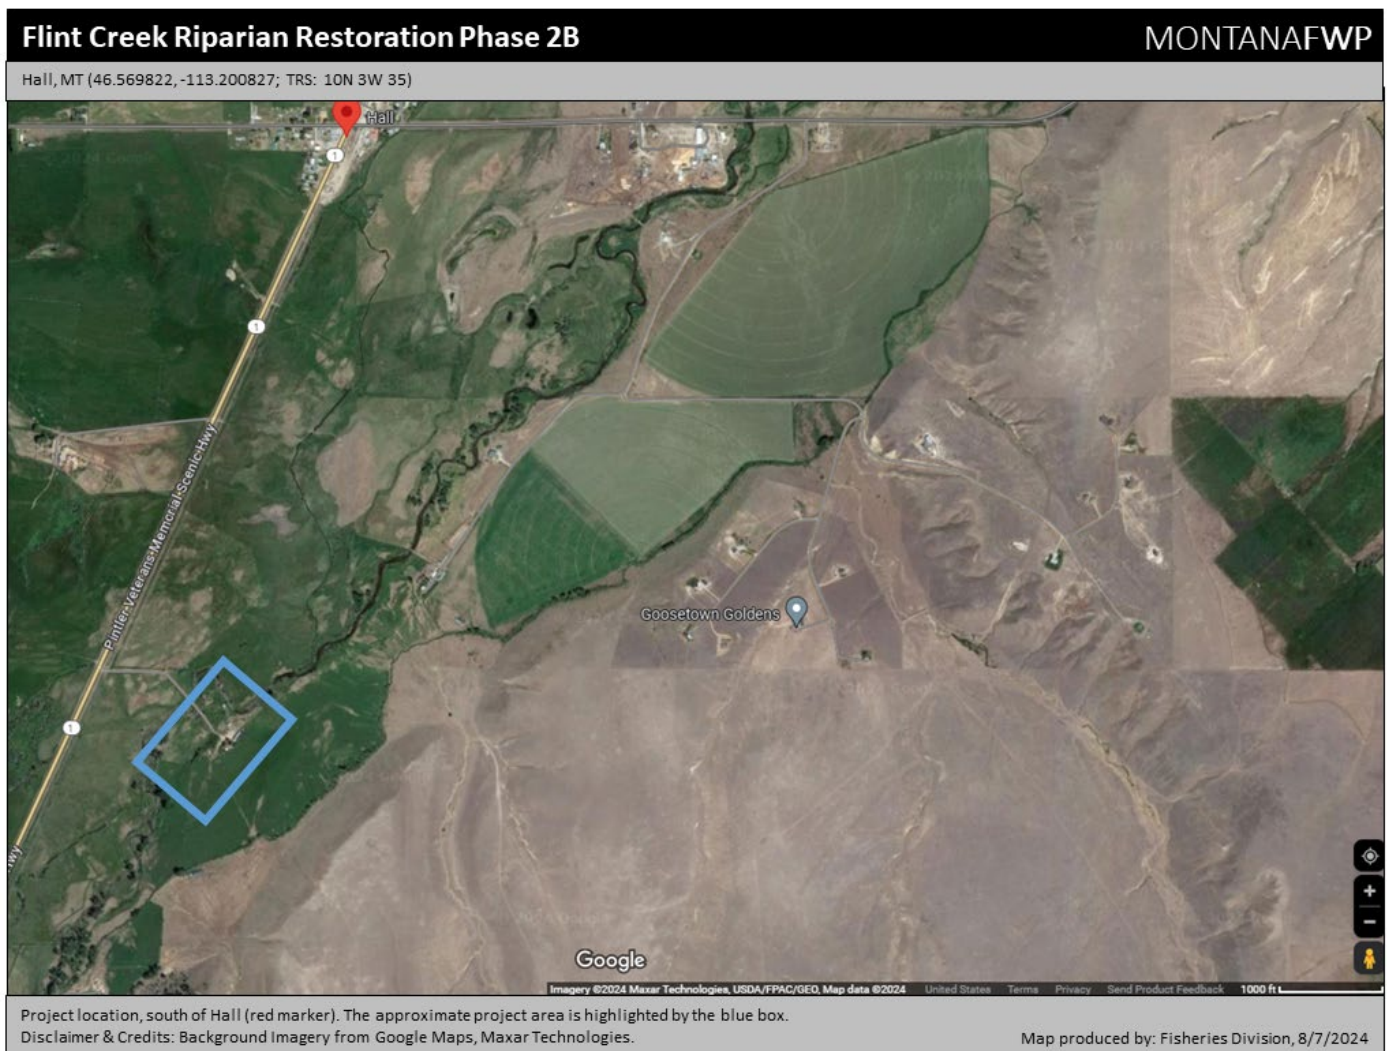 Flint Creek Riparian Restoration Phase 2B
MONTANAFWP
Hall, MT (46.569822, -113.200827; TRS: 10N 3W 35)
Hall
1
1
Pintler Veterans Memorial Scenic Hwy
Goosetown Goldens
1
Hwy
Google
Imagery ©2024 Maxar Technologies, USDA/FPAC/GEO, Map data ©2024 United States Terms Privacy Send Product Feedback 1000 ft
Project location, south of Hall (red marker). The approximate project area is highlighted by the blue box.
Disclaimer & Credits: Background Imagery from Google Maps, Maxar Technologies.
Map produced by: Fisheries Division, 8/7/2024